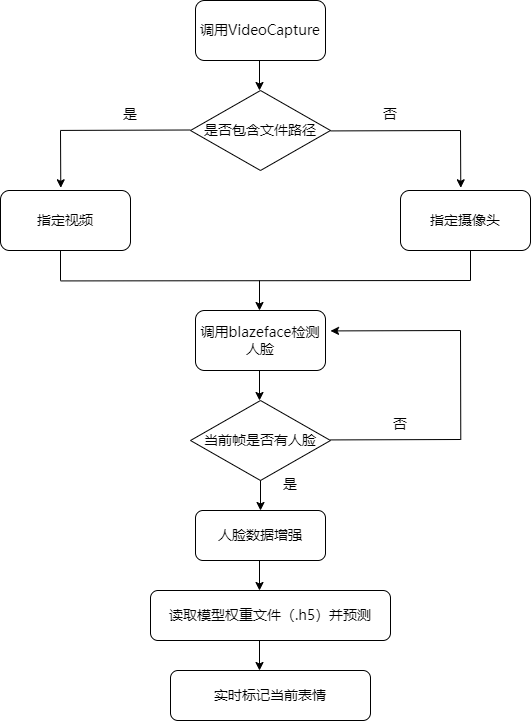 调用VideoCapture
是
否
是否包含文件路径
指定视频
指定摄像头
调用blazeface检测
人脸
否
当前帧是否有人脸
是
人脸数据增强
读取模型权重文件（.h5）并预测
实时标记当前表情